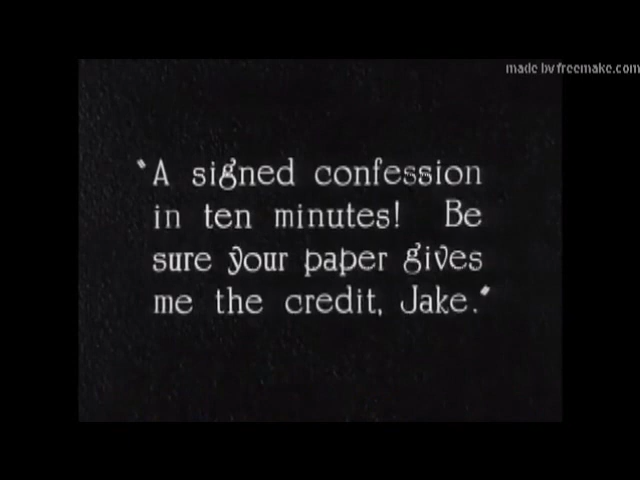 made by freemake.com
"A signed confession
in ten minutes! Be
sure your paper gives
me the credit, Jake."